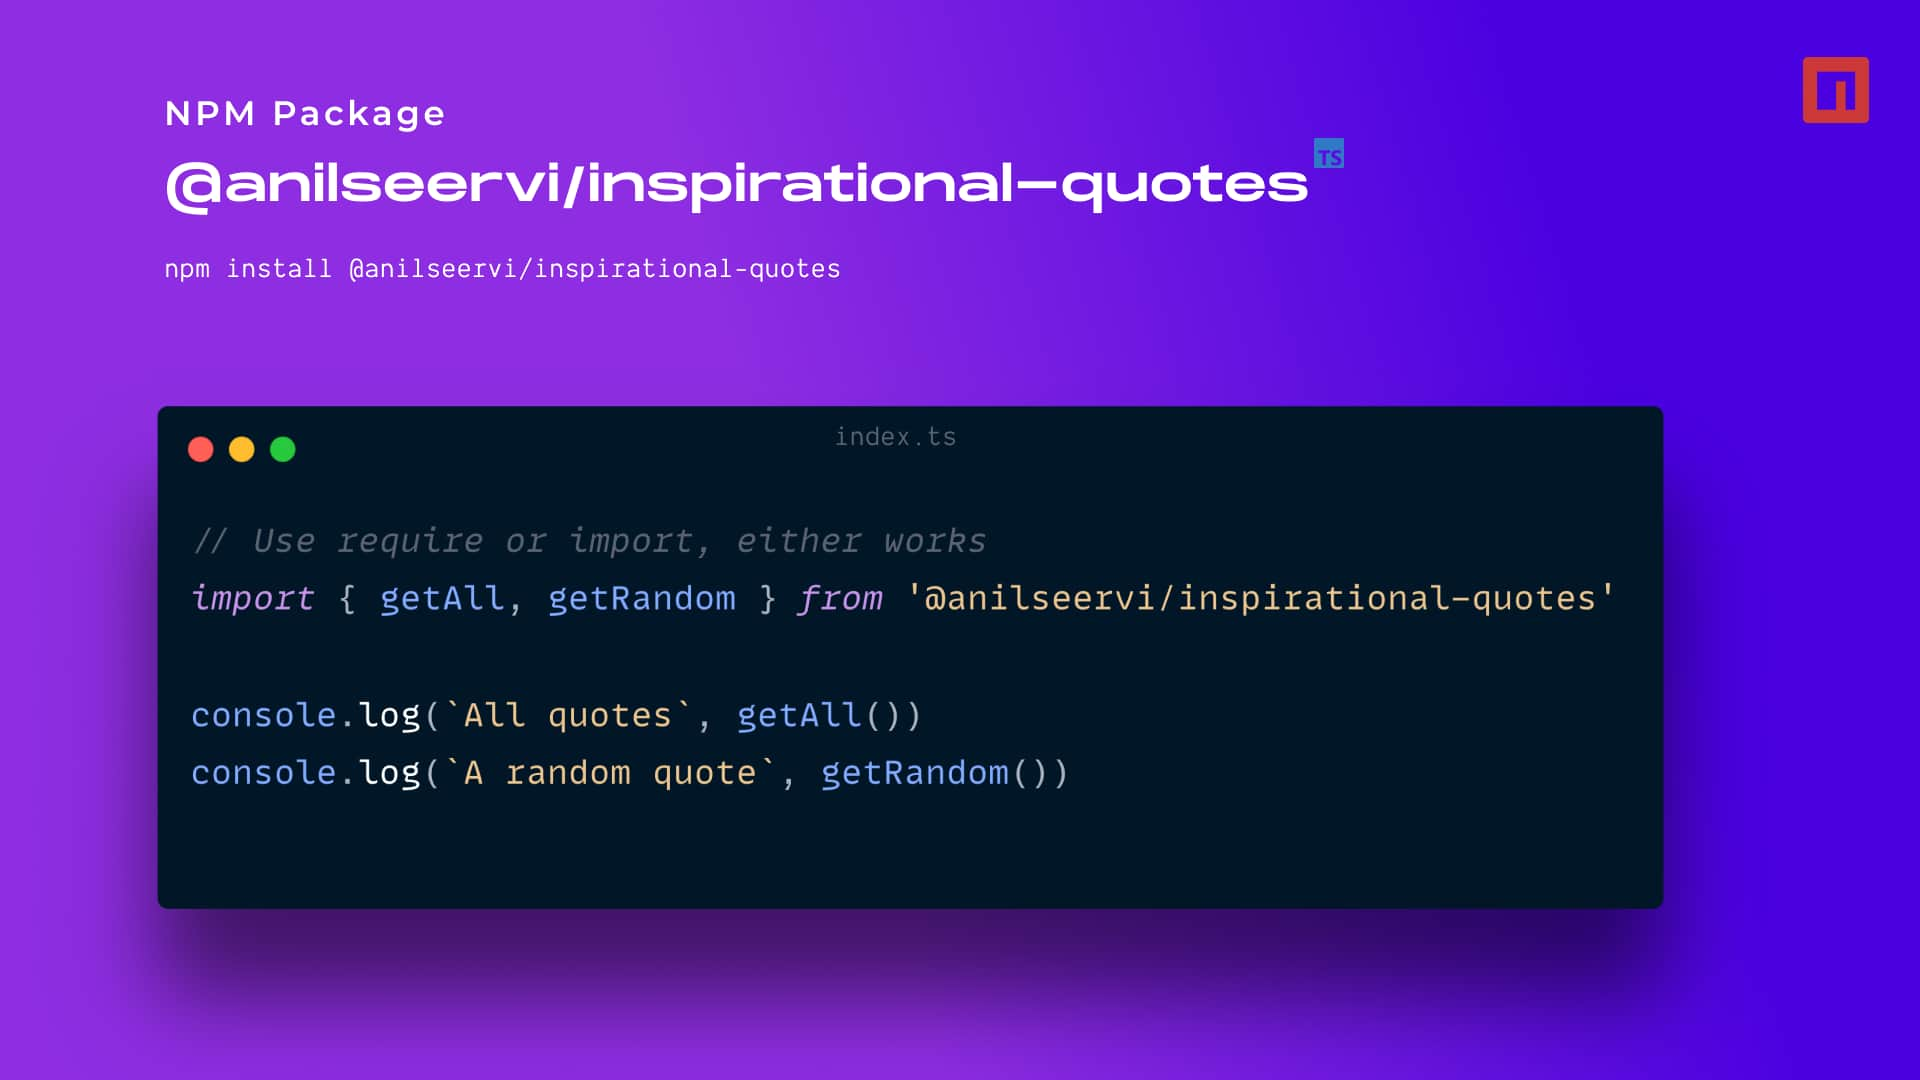 NPM Package
@anilseervi/inspirational-quotes
TS
npm install @anilseervi/inspirational-quotes
index.ts
// Use require or import, either works
import { getAll, getRandom } from '@anilseervi/inspirational-quotes'
console.log(`All quotes`, getAll())
console.log(`A random quote`, getRandom())